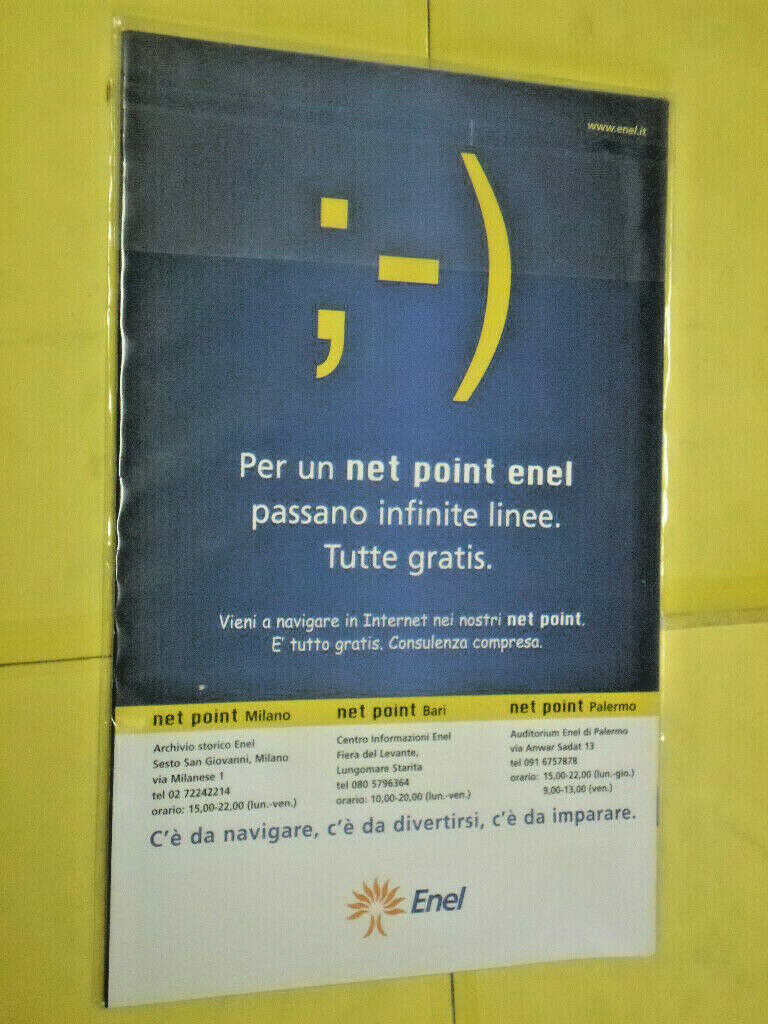 www.enel.it
;-)
Per un net point enel
passano infinite linee.
Tutte gratis.
Vieni a navigare in Internet nei nostri net point.
E' tutto gratis. Consulenza compresa.
net point Milano
Archivio storico Enel
Sesto San Giovanni, Milano
via Milanese 1
tel 02 72242214
orario: 15,00-22,00 (lun.-ven.)
net point Bari
Centro Informazioni Enel
Fiera del Levante,
Lungomare Starita
tel 080 5796364
orario: 10,00-20,00 (lun.-ven.)
net point Palermo
Auditorium Enel di Palermo
via Anwar Sadat 13
tel 091 6757878
orario: 15,00-22,00 (lun.-gio.)
9,00-13,00 (ven.)
C'è da navigare, c'è da divertirsi, c'è da imparare.
Enel